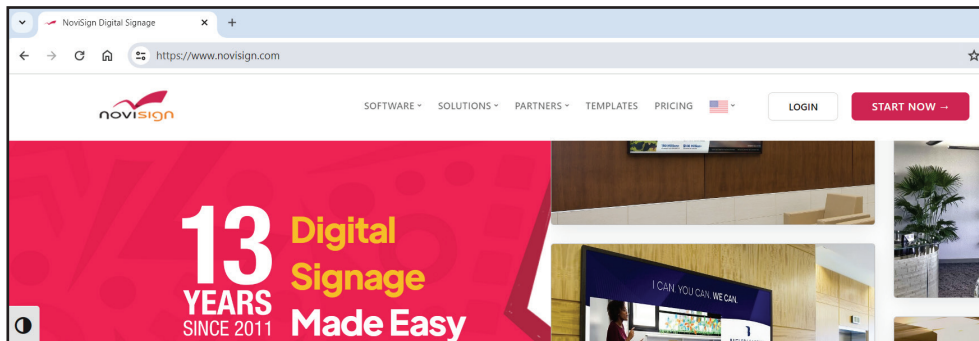 NoviSign Digital Signage
https://www.novisign.com
novisign
SOFTWARE SOLUTIONS PARTNERS TEMPLATES PRICING LOGIN START NOW →
13
YEARS
SINCE 2011
Digital
Signage
Made Easy
I CAN. YOU CAN. WE CAN.